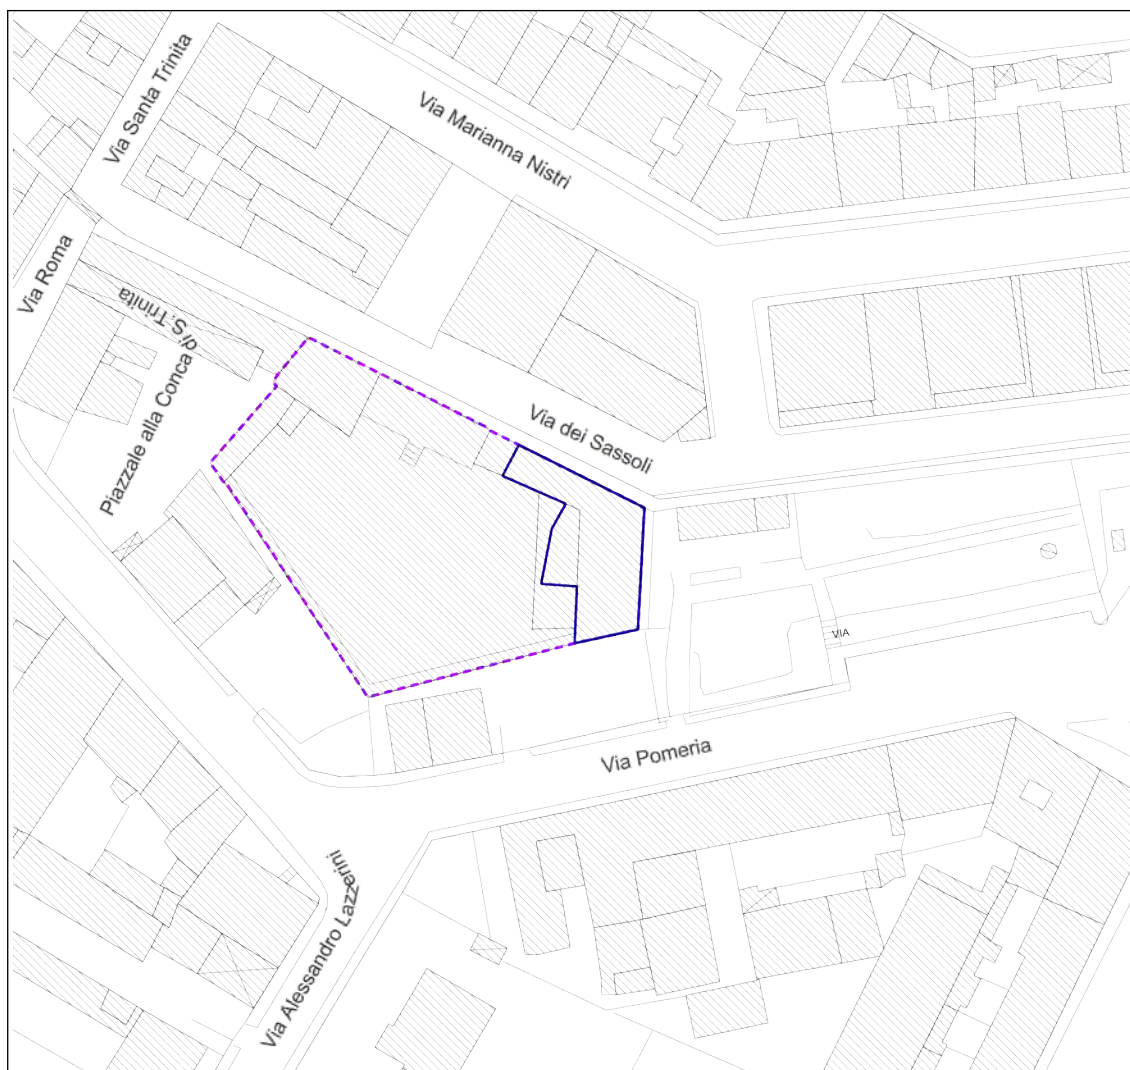 Via Santa Trinita
Via Marianna Nistri
Via Roma
Piazzale alla Conca di S.Trinita
Via dei Sassoli
VIA
Via Pomeria
Via Alessandro Lazzerini